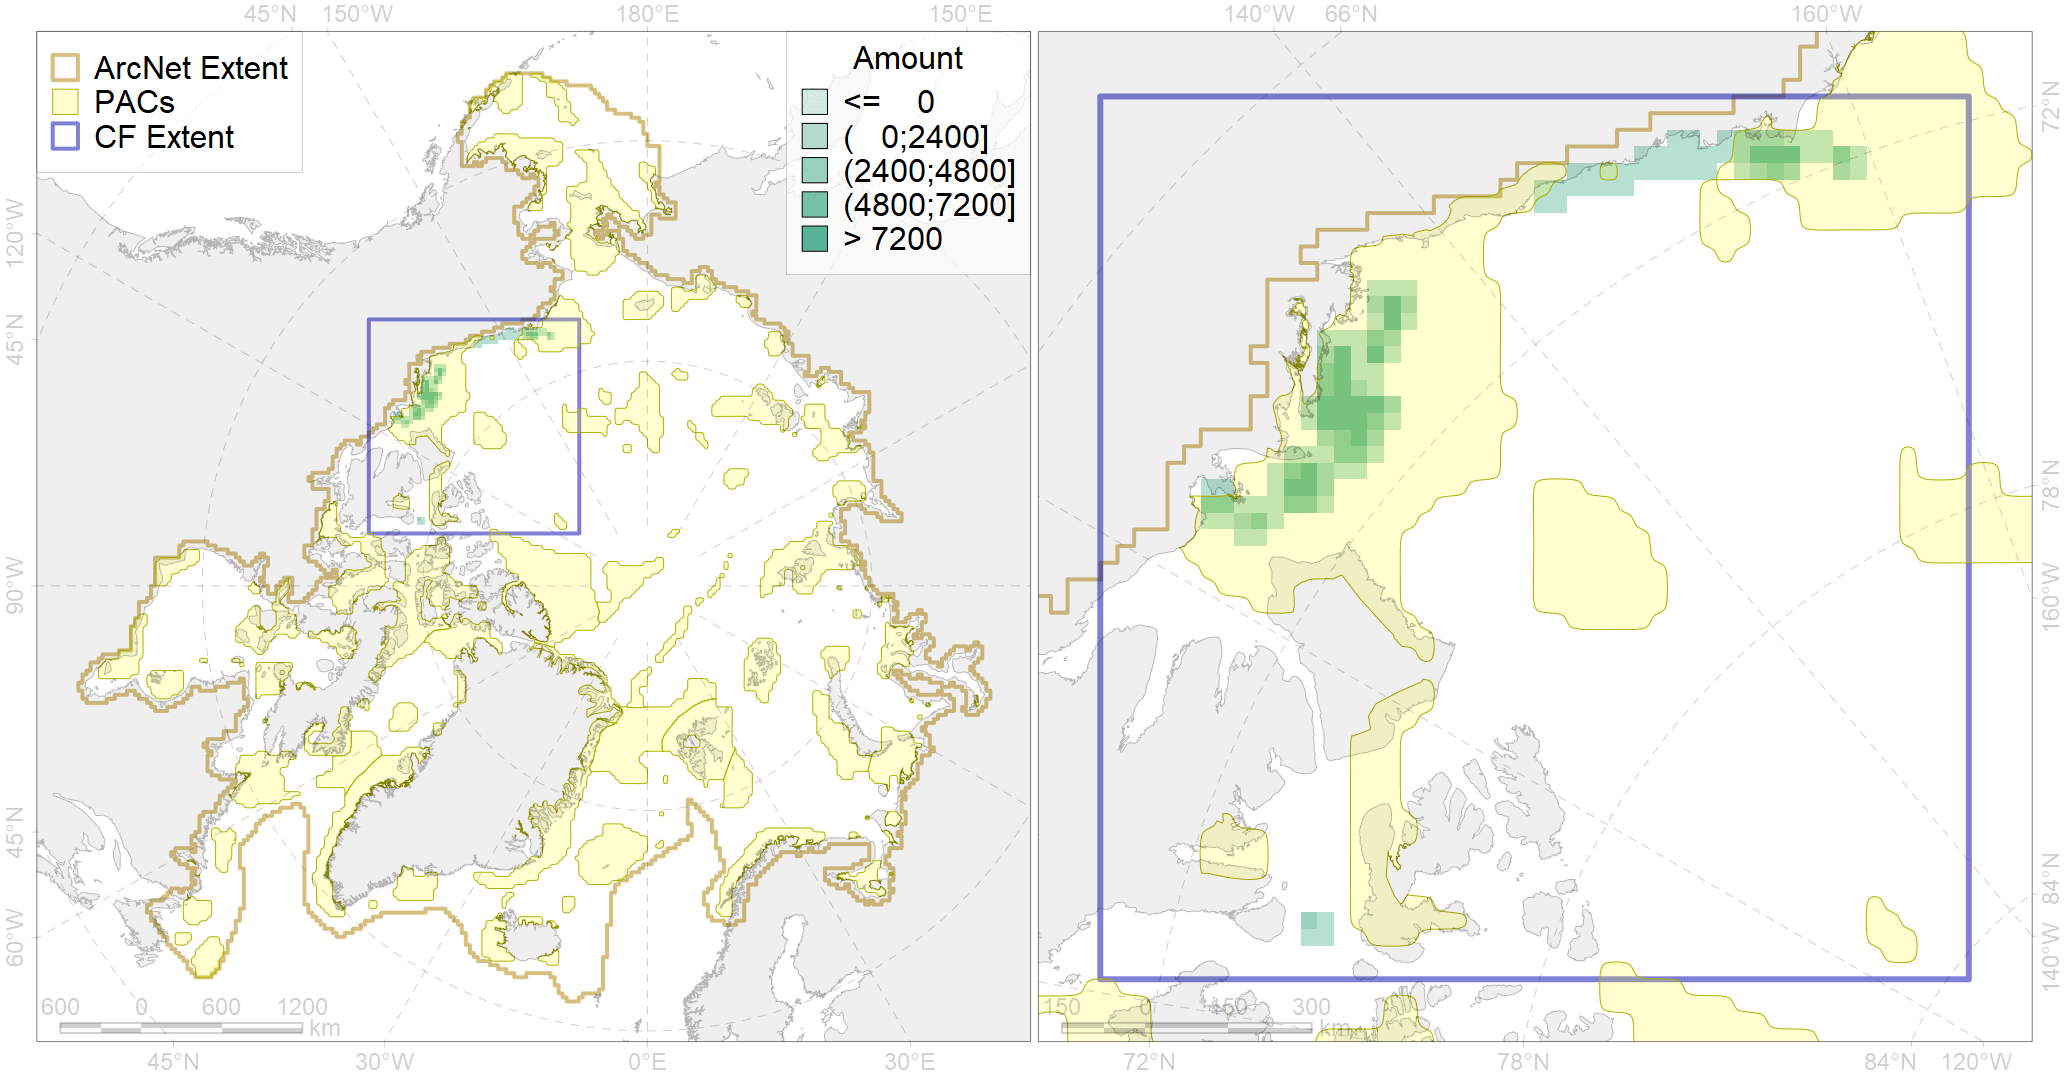 45°N 150°W 180°E 150°E 140°W 66°N 160°W
ArcNet Extent
PACs
CF Extent
Amount
<= 0
( 0;2400]
(2400;4800]
(4800;7200]
> 7200
120°W
45°N
90°W
45°N
60°W
72°N
78°N
160°W
84°N
140°W
600 0 600 1200
km
150 0 150 300
km
45°N 30°W 0°E 30°E 72°N 78°N 84°N 120°W